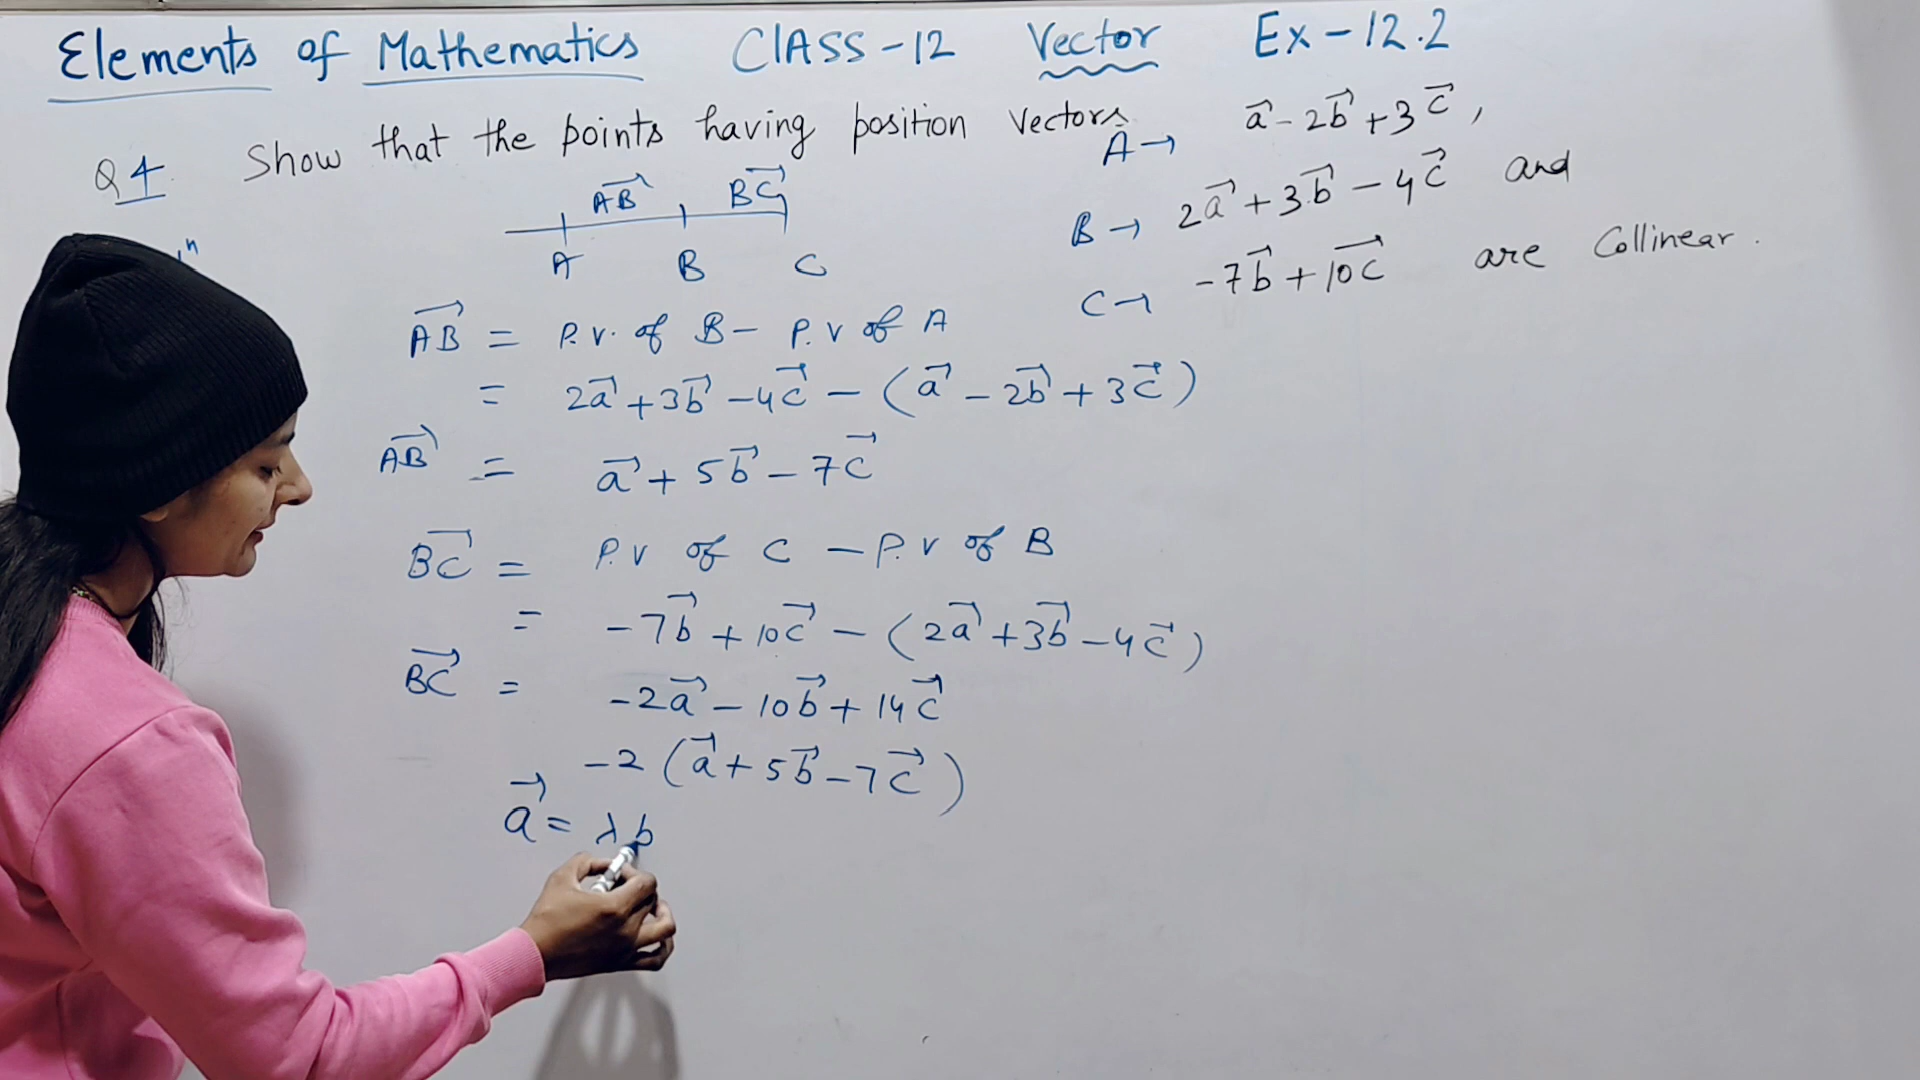 Elements of Mathematics CLASS-12 Vector Ex-12.2
Q4 Show that the points having position vectors A→ a⃗ - 2b⃗ + 3c⃗,
B→ 2a⃗ + 3b⃗ - 4c⃗ and
C→ -7b⃗ + 10c⃗ are Collinear.
n
AB⃗ BC⃗
A B C
AB⃗ = P.V. of B - P.V of A
= 2a⃗ + 3b⃗ - 4c⃗ - (a⃗ - 2b⃗ + 3c⃗)
AB⃗ = a⃗ + 5b⃗ - 7c⃗
BC⃗ = P.V of C - P.V of B
= -7b⃗ + 10c⃗ - (2a⃗ + 3b⃗ - 4c⃗)
BC⃗ = -2a⃗ - 10b⃗ + 14c⃗
-2 (a⃗ + 5b⃗ - 7c⃗)
a⃗ = λb